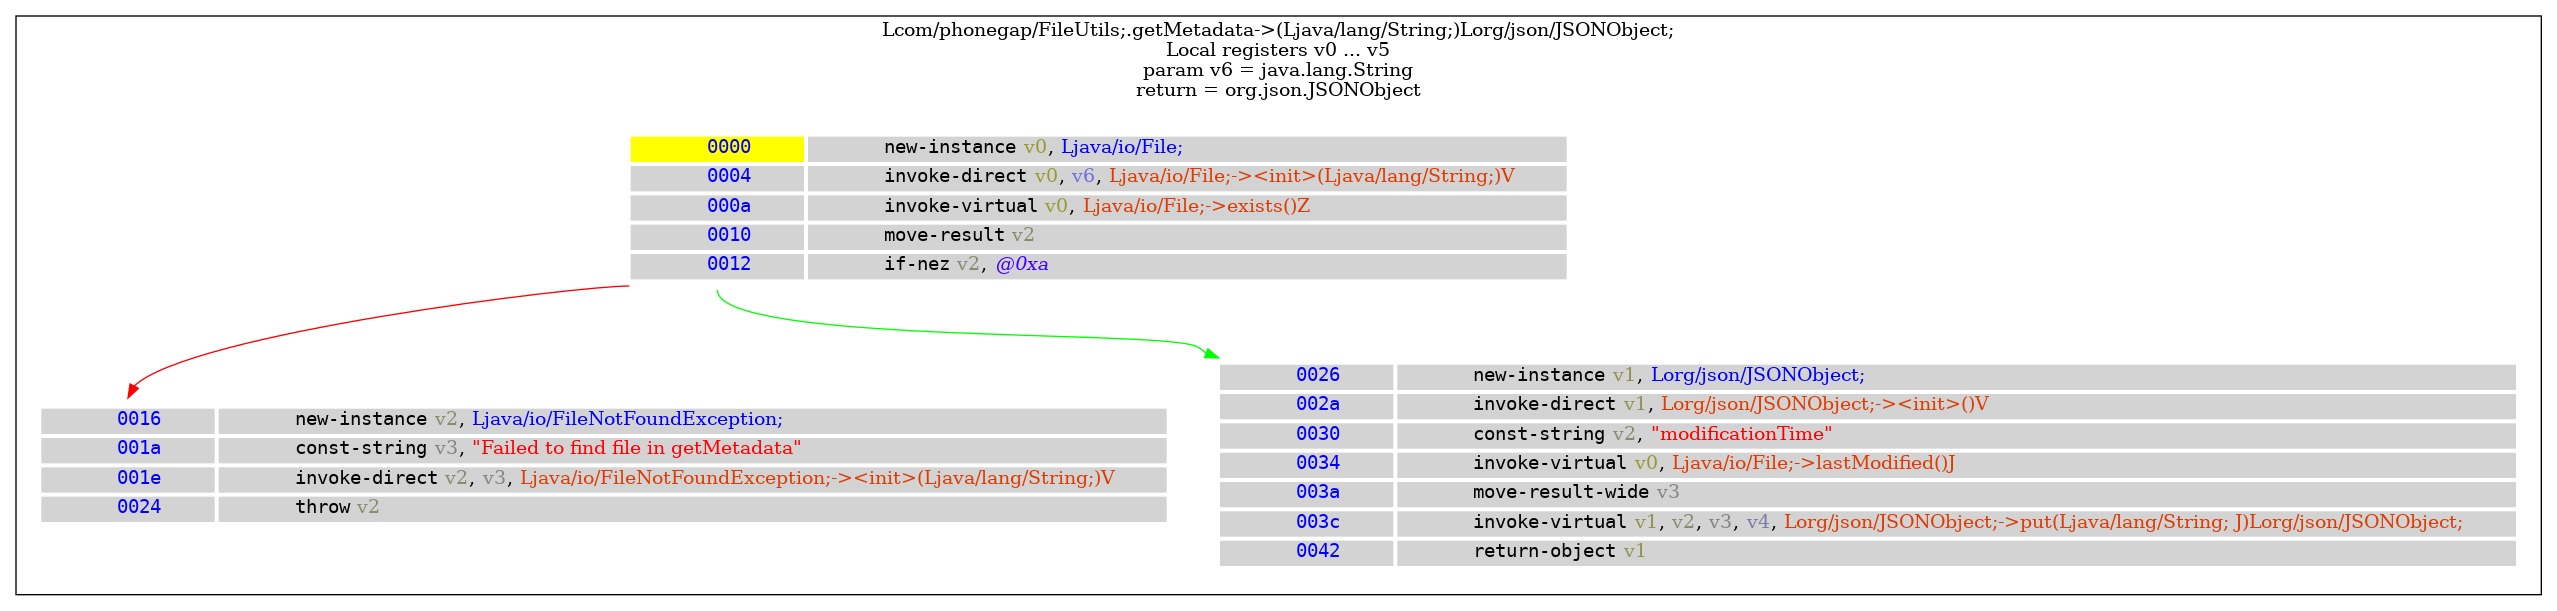 Lcom/phonegap/FileUtils;.getMetadata->(Ljava/lang/String;)Lorg/json/JSONObject;
Local registers v0 ... v5
param v6 = java.lang.String
return = org.json.JSONObject
0000 new-instance v0, Ljava/io/File;
0004 invoke-direct v0, v6, Ljava/io/File;-><init>(Ljava/lang/String;)V
000a invoke-virtual v0, Ljava/io/File;->exists()Z
0010 move-result v2
0012 if-nez v2, @0xa
0016 new-instance v2, Ljava/io/FileNotFoundException;
001a const-string v3, "Failed to find file in getMetadata"
001e invoke-direct v2, v3, Ljava/io/FileNotFoundException;-><init>(Ljava/lang/String;)V
0024 throw v2
0026 new-instance v1, Lorg/json/JSONObject;
002a invoke-direct v1, Lorg/json/JSONObject;-><init>()V
0030 const-string v2, "modificationTime"
0034 invoke-virtual v0, Ljava/io/File;->lastModified()J
003a move-result-wide v3
003c invoke-virtual v1, v2, v3, v4, Lorg/json/JSONObject;->put(Ljava/lang/String; J)Lorg/json/JSONObject;
0042 return-object v1